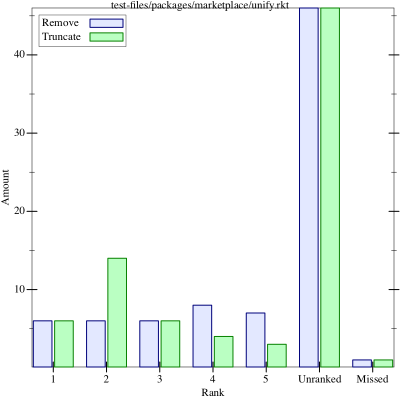 test-files/packages/marketplace/unify.rkt
Remove
Truncate
40
30
20
10
Amount
1 2 3 4 5 Unranked Missed
Rank